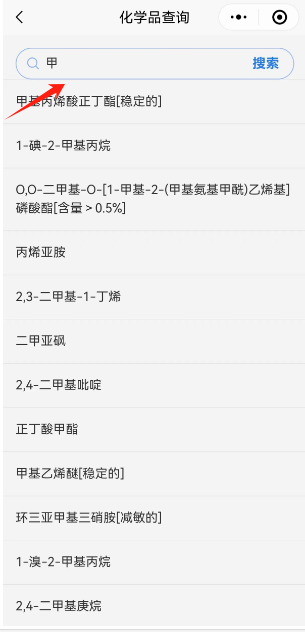 化学品查询
甲
搜索
甲基丙烯酸正丁酯[稳定的]
1-碘-2-甲基丙烷
O,O-二甲基-O-[1-甲基-2-(甲基氨基甲酰)乙烯基]
磷酸酯[含量＞0.5%]
丙烯亚胺
2,3-二甲基-1-丁烯
二甲亚砜
2,4-二甲基吡啶
正丁酸甲酯
甲基乙烯醚[稳定的]
环三亚甲基三硝胺[减敏的]
1-溴-2-甲基丙烷
2,4-二甲基庚烷